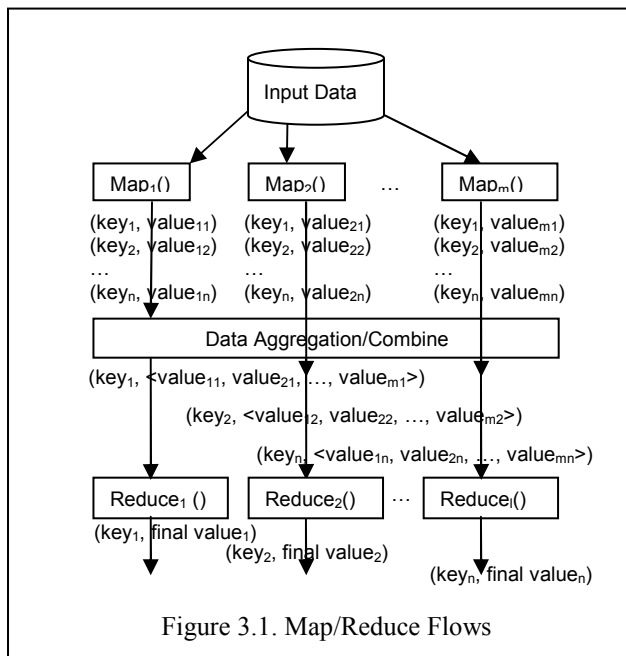 Input Data
Map₁() Map₂() ... Mapₘ()
(key₁, value₁₁) (key₁, value₂₁) (key₁, valueₘ₁)
(key₂, value₁₂) (key₂, value₂₂) (key₂, valueₘ₂)
... ... ...
(keyₙ, value₁ₙ) (keyₙ, value₂ₙ) (keyₙ, valueₘₙ)
Data Aggregation/Combine
(key₁, <value₁₁, value₂₁, ..., valueₘ₁>)
(key₂, <value₁₂, value₂₂, ..., valueₘ₂>)
(keyₙ, <value₁ₙ, value₂ₙ, ..., valueₘₙ>)
Reduce₁ () Reduce₂() ... Reduceₗ()
(key₁, final value₁)
(key₂, final value₂)
(keyₙ, final valueₙ)
Figure 3.1. Map/Reduce Flows